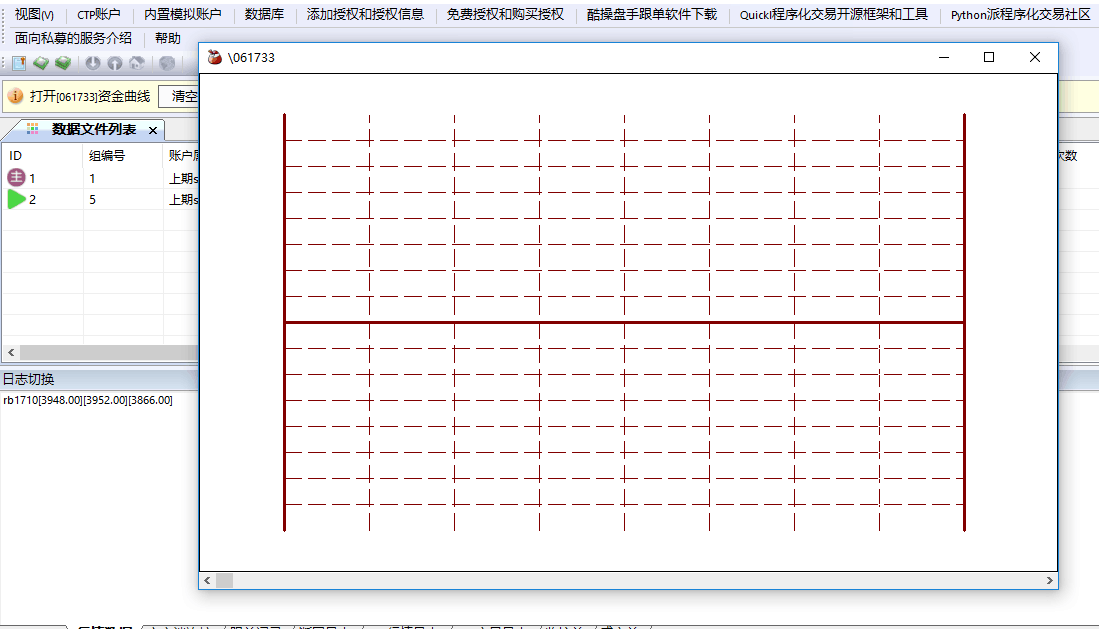 视图(V) CTP账户 内置模拟账户 数据库 添加授权和授权信息 免费授权和购买授权 酷操盘手跟单软件下载 QuickI程序化交易开源框架和工具 Python派程序化交易社区
面向私募的服务介绍 帮助
\061733
打开[061733]资金曲线 清空
数据文件列表
ID 组编号 账户 次数
主 1 1 上期
2 5 上期
日志切换
rb1710[3948.00][3952.00][3866.00]